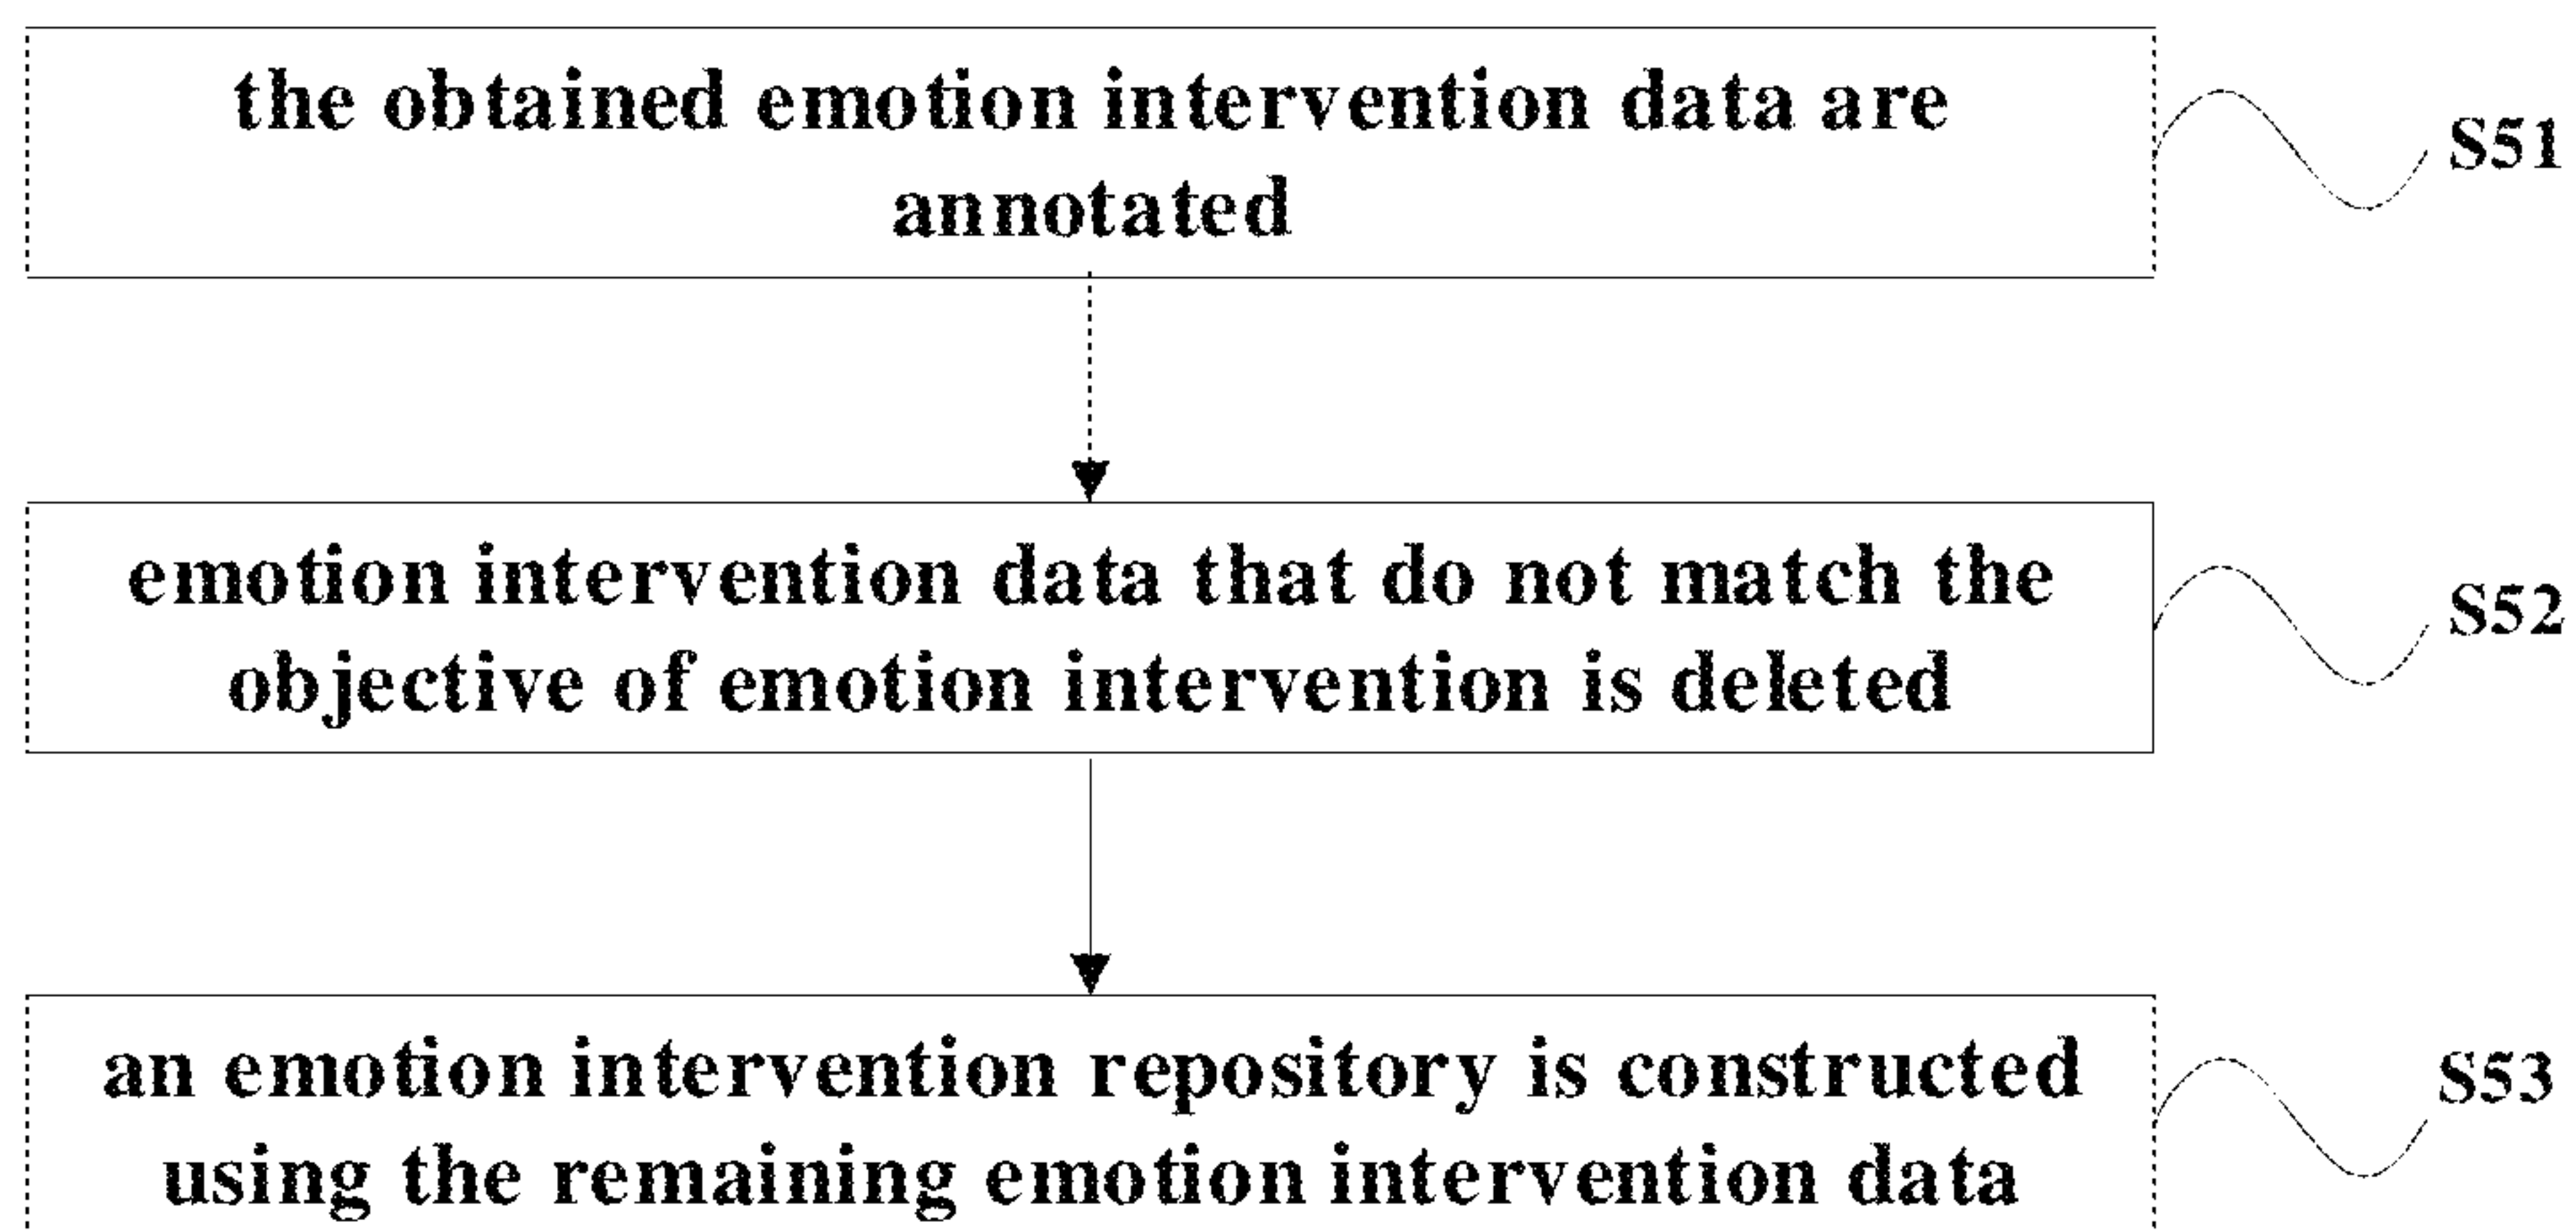 the obtained emotion intervention data are
annotated
S51
emotion intervention data that do not match the
objective of emotion intervention is deleted
S52
an emotion intervention repository is constructed
using the remaining emotion intervention data
S53